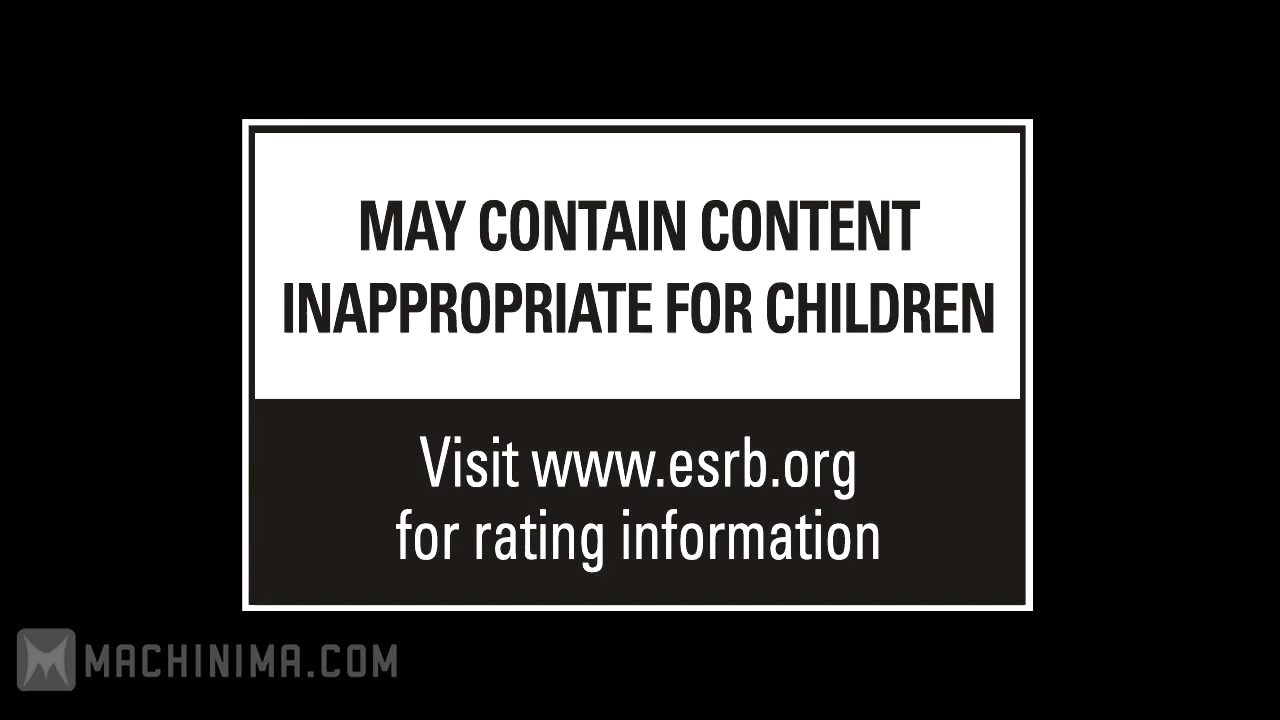 MAY CONTAIN CONTENT
INAPPROPRIATE FOR CHILDREN
Visit www.esrb.org
for rating information
MACHINIMA.COM